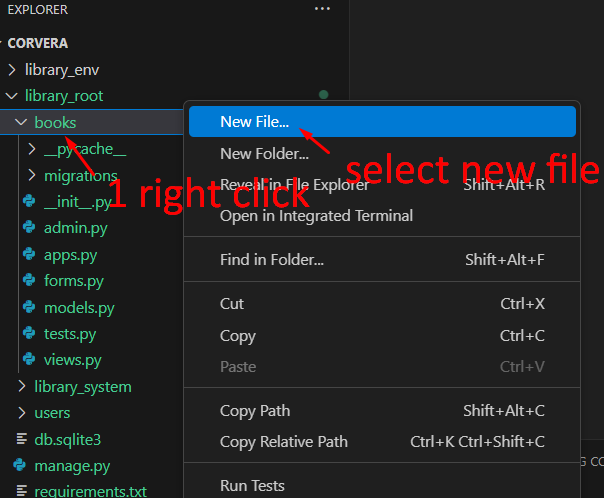 EXPLORER
CORVERA
library_env
library_root
books
New File...
__pycache__
New Folder...
select new file
migrations
1 right click
Reveal in File Explorer Shift+Alt+R
__init__.py
Open in Integrated Terminal
admin.py
apps.py
Find in Folder... Shift+Alt+F
forms.py
Cut Ctrl+X
models.py
Copy Ctrl+C
tests.py
views.py
Paste Ctrl+V
library_system
users
Copy Path Shift+Alt+C
db.sqlite3
Copy Relative Path Ctrl+K Ctrl+Shift+C
manage.py
Run Tests
requirements.txt